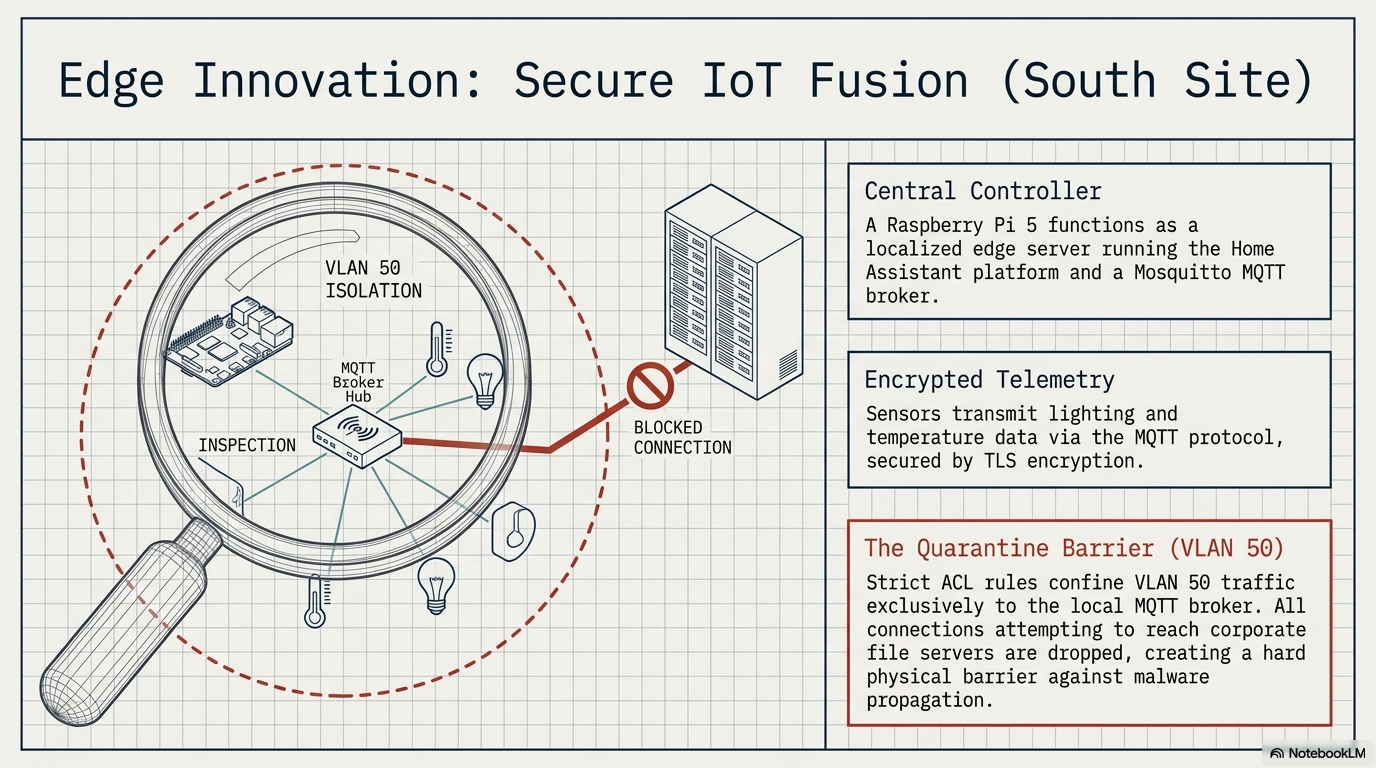 Edge Innovation: Secure IoT Fusion (South Site)
VLAN 50
ISOLATION
MQTT
Broker
Hub
INSPECTION
BLOCKED
CONNECTION
Central Controller
A Raspberry Pi 5 functions as a
localized edge server running the Home
Assistant platform and a Mosquitto MQTT
broker.
Encrypted Telemetry
Sensors transmit lighting and
temperature data via the MQTT protocol,
secured by TLS encryption.
The Quarantine Barrier (VLAN 50)
Strict ACL rules confine VLAN 50 traffic
exclusively to the local MQTT broker. All
connections attempting to reach corporate
file servers are dropped, creating a hard
physical barrier against malware
propagation.
NotebookLM